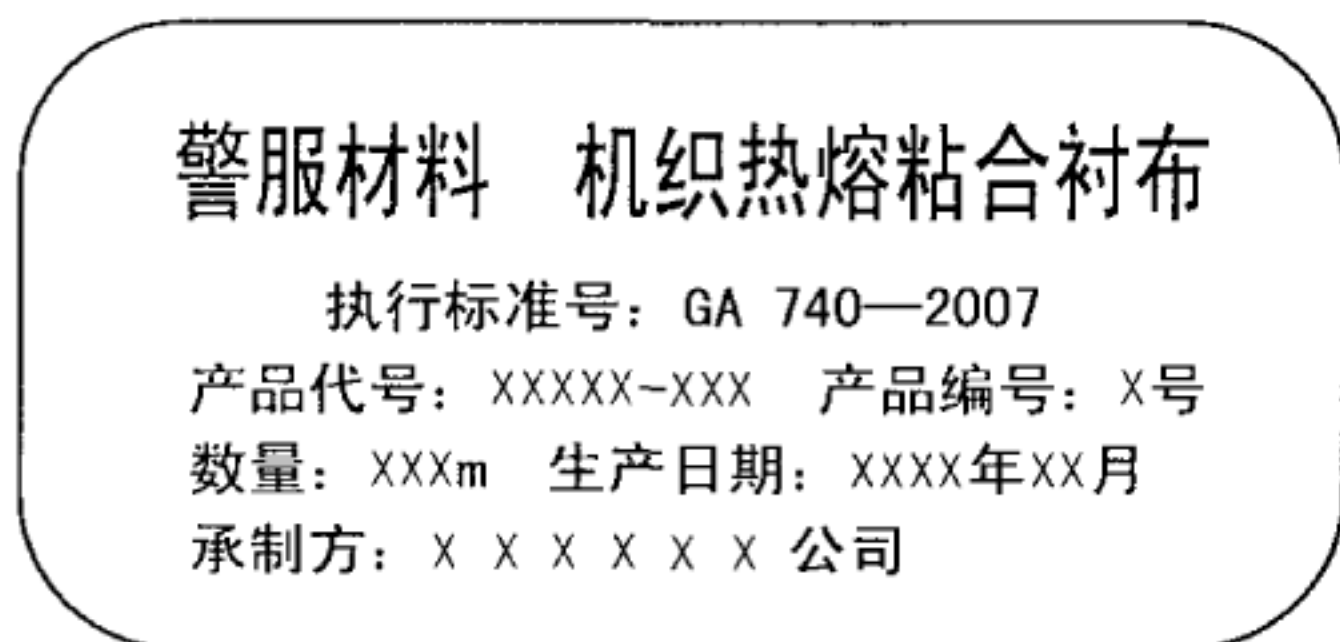 警服材料 机织热熔粘合衬布
执行标准号：GA 740—2007
产品代号：XXXXX-XXX 产品编号：X号
数量：XXXm 生产日期：XXXX年XX月
承制方：X X X X X X 公司